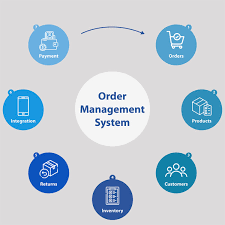 Order
Management
System
Payment
Orders
Products
Customers
Inventory
Returns
Integration